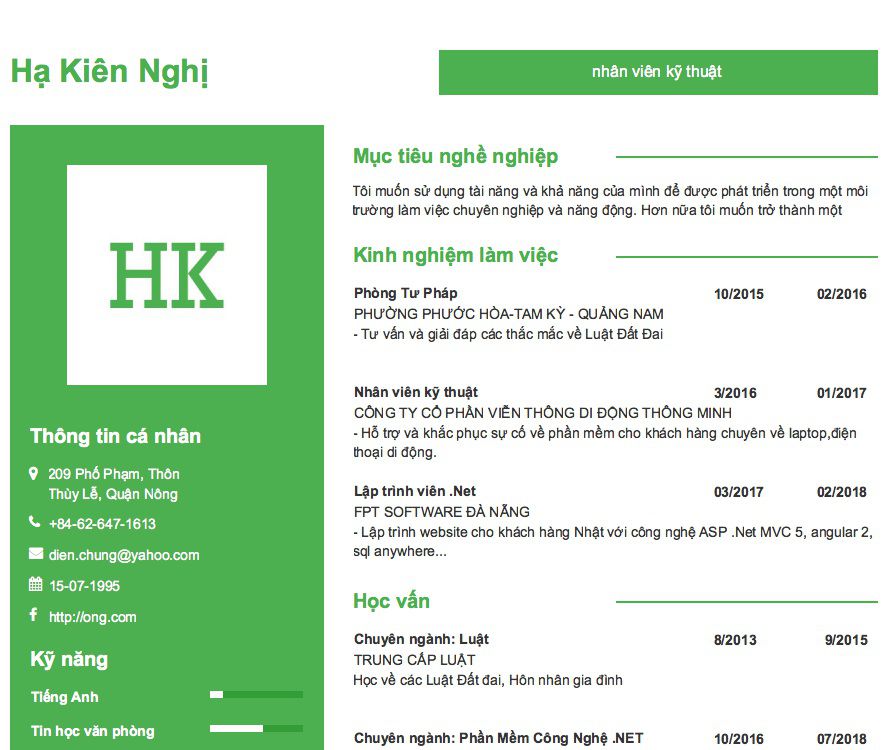 Hạ Kiên Nghị
nhân viên kỹ thuật
HK
Thông tin cá nhân
209 Phố Phạm, Thôn
Thùy Lễ, Quận Nông
+84-62-647-1613
dien.chung@yahoo.com
15-07-1995
http://ong.com
Kỹ năng
Tiếng Anh
Tin học văn phòng
Mục tiêu nghề nghiệp
Tôi muốn sử dụng tài năng và khả năng của mình để được phát triển trong một môi
trường làm việc chuyên nghiệp và năng động. Hơn nữa tôi muốn trở thành một
Kinh nghiệm làm việc
Phòng Tư Pháp 10/2015 02/2016
PHƯỜNG PHƯỚC HÒA-TAM KỲ - QUẢNG NAM
- Tư vấn và giải đáp các thắc mắc về Luật Đất Đai
Nhân viên kỹ thuật 3/2016 01/2017
CÔNG TY CỔ PHẦN VIỄN THÔNG DI ĐỘNG THÔNG MINH
- Hỗ trợ và khắc phục sự cố về phần mềm cho khách hàng chuyên về laptop,điện
thoại di động.
Lập trình viên .Net 03/2017 02/2018
FPT SOFTWARE ĐÀ NẴNG
- Lập trình website cho khách hàng Nhật với công nghệ ASP .Net MVC 5, angular 2,
sql anywhere...
Học vấn
Chuyên ngành: Luật 8/2013 9/2015
TRUNG CẤP LUẬT
Học về các Luật Đất đai, Hôn nhân gia đình
Chuyên ngành: Phần Mềm Công Nghệ .NET 10/2016 07/2018